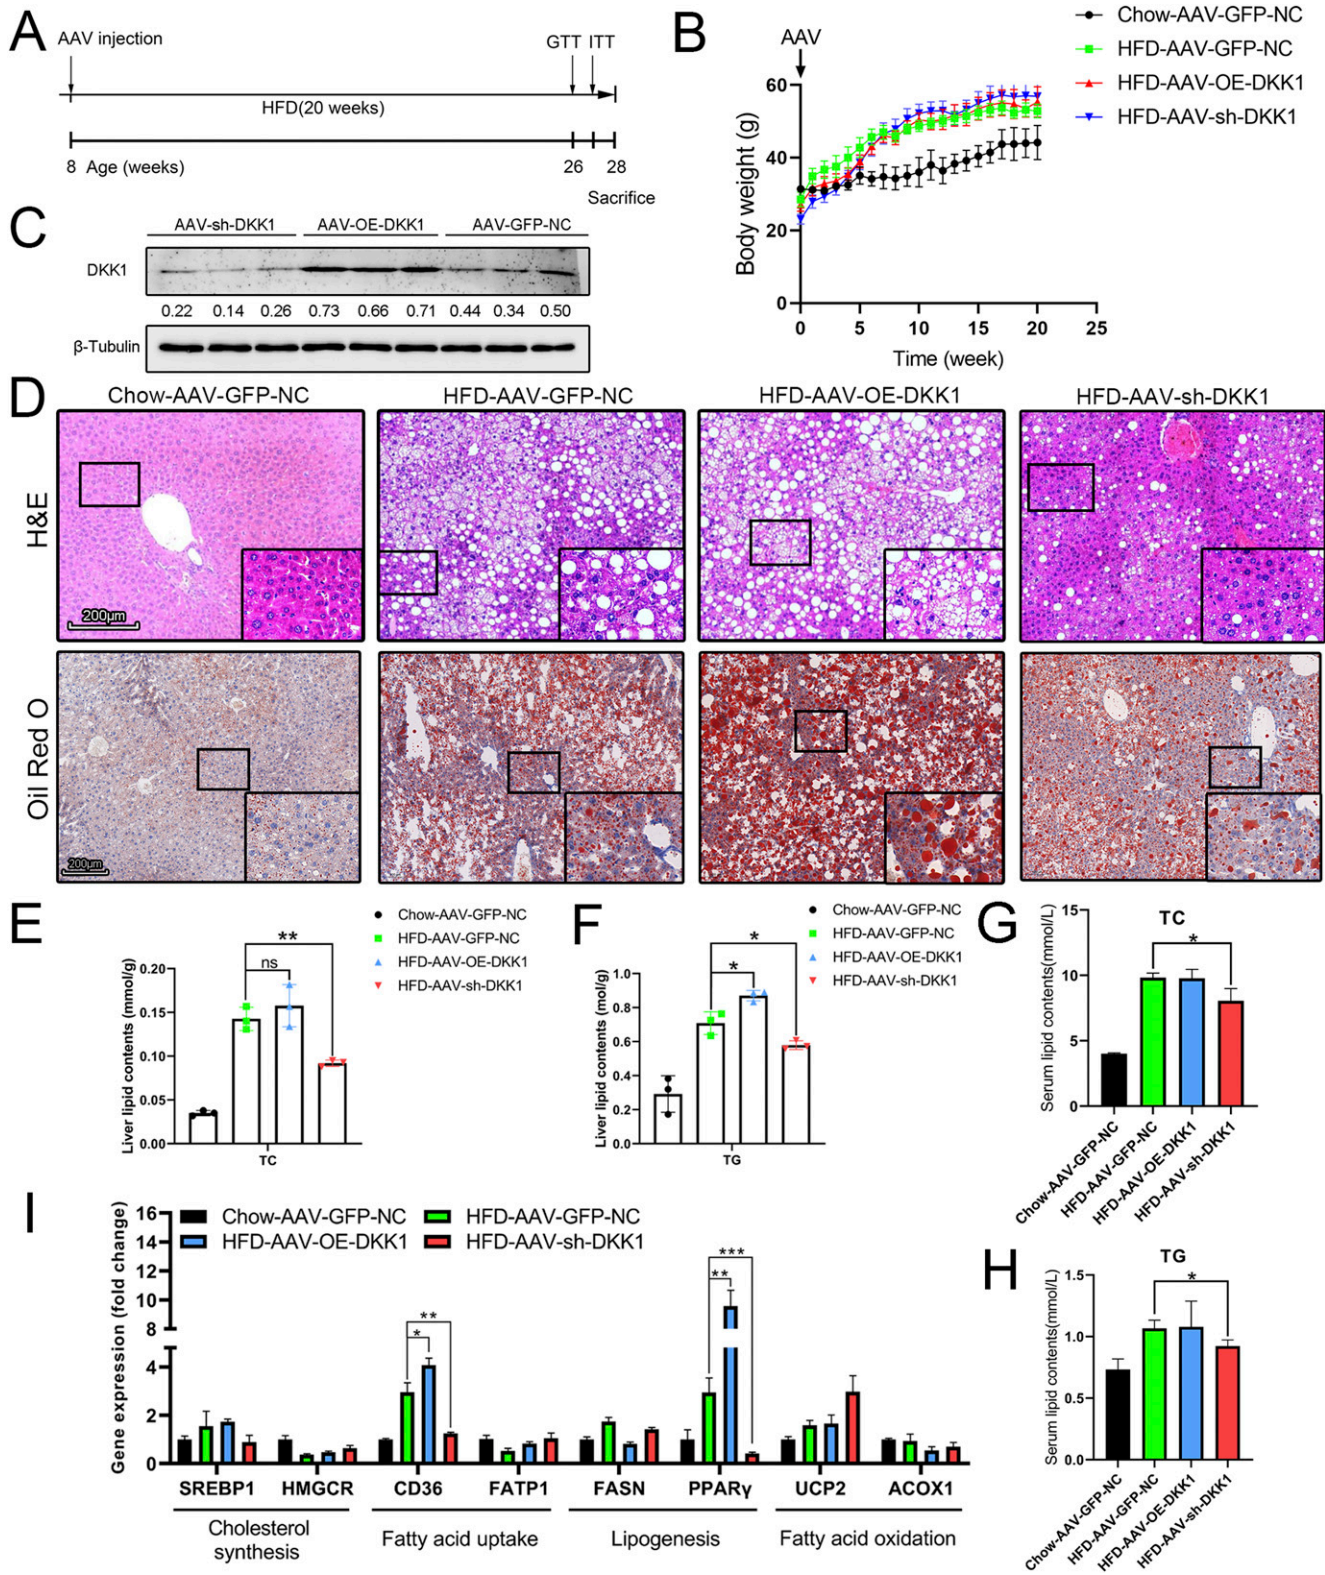 A
AAV injection
GTT ITT
HFD(20 weeks)
8 Age (weeks) 26 28
Sacrifice
B
AAV
Chow-AAV-GFP-NC
HFD-AAV-GFP-NC
HFD-AAV-OE-DKK1
HFD-AAV-sh-DKK1
Body weight (g)
60
40
20
0
0 5 10 15 20 25
Time (week)
C
AAV-sh-DKK1 AAV-OE-DKK1 AAV-GFP-NC
DKK1
0.22 0.14 0.26 0.73 0.66 0.71 0.44 0.34 0.50
β-Tubulin
D
Chow-AAV-GFP-NC HFD-AAV-GFP-NC HFD-AAV-OE-DKK1 HFD-AAV-sh-DKK1
H&E
200μm
Oil Red O
200μm
E
Chow-AAV-GFP-NC
HFD-AAV-GFP-NC
HFD-AAV-OE-DKK1
HFD-AAV-sh-DKK1
**
ns
Liver lipid contents (mmol/g)
0.20
0.15
0.10
0.05
0.00
TC
F
Chow-AAV-GFP-NC
HFD-AAV-GFP-NC
HFD-AAV-OE-DKK1
HFD-AAV-sh-DKK1
*
*
Liver lipid contents (mol/g)
1.0
0.8
0.6
0.4
0.2
0.0
TG
G
TC
*
Serum lipid contents(mmol/L)
15
10
5
0
Chow-AAV-GFP-NC
HFD-AAV-GFP-NC
HFD-AAV-OE-DKK1
HFD-AAV-sh-DKK1
H
TG
*
Serum lipid contents(mmol/L)
1.5
1.0
0.5
0.0
Chow-AAV-GFP-NC
HFD-AAV-GFP-NC
HFD-AAV-OE-DKK1
HFD-AAV-sh-DKK1
I
Chow-AAV-GFP-NC HFD-AAV-GFP-NC
HFD-AAV-OE-DKK1 HFD-AAV-sh-DKK1
Gene expression (fold change)
16
14
12
10
8
4
2
0
**
*
***
**
SREBP1 HMGCR CD36 FATP1 FASN PPARγ UCP2 ACOX1
Cholesterol synthesis
Fatty acid uptake
Lipogenesis
Fatty acid oxidation